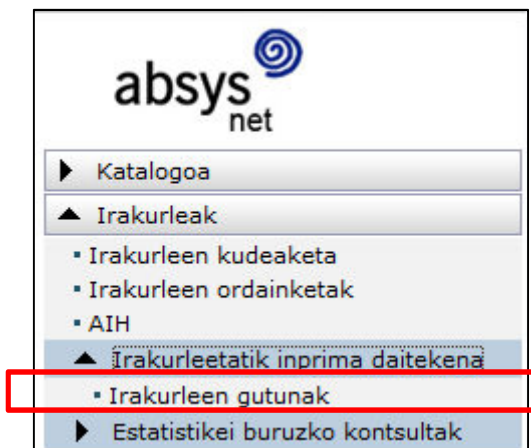 absys
net
Katalogoa
Irakurleak
Irakurleen kudeaketa
Irakurleen ordainketak
AIH
Irakurleetatik inprima daitekena
Irakurleen gutunak
Estatistikei buruzko kontsultak